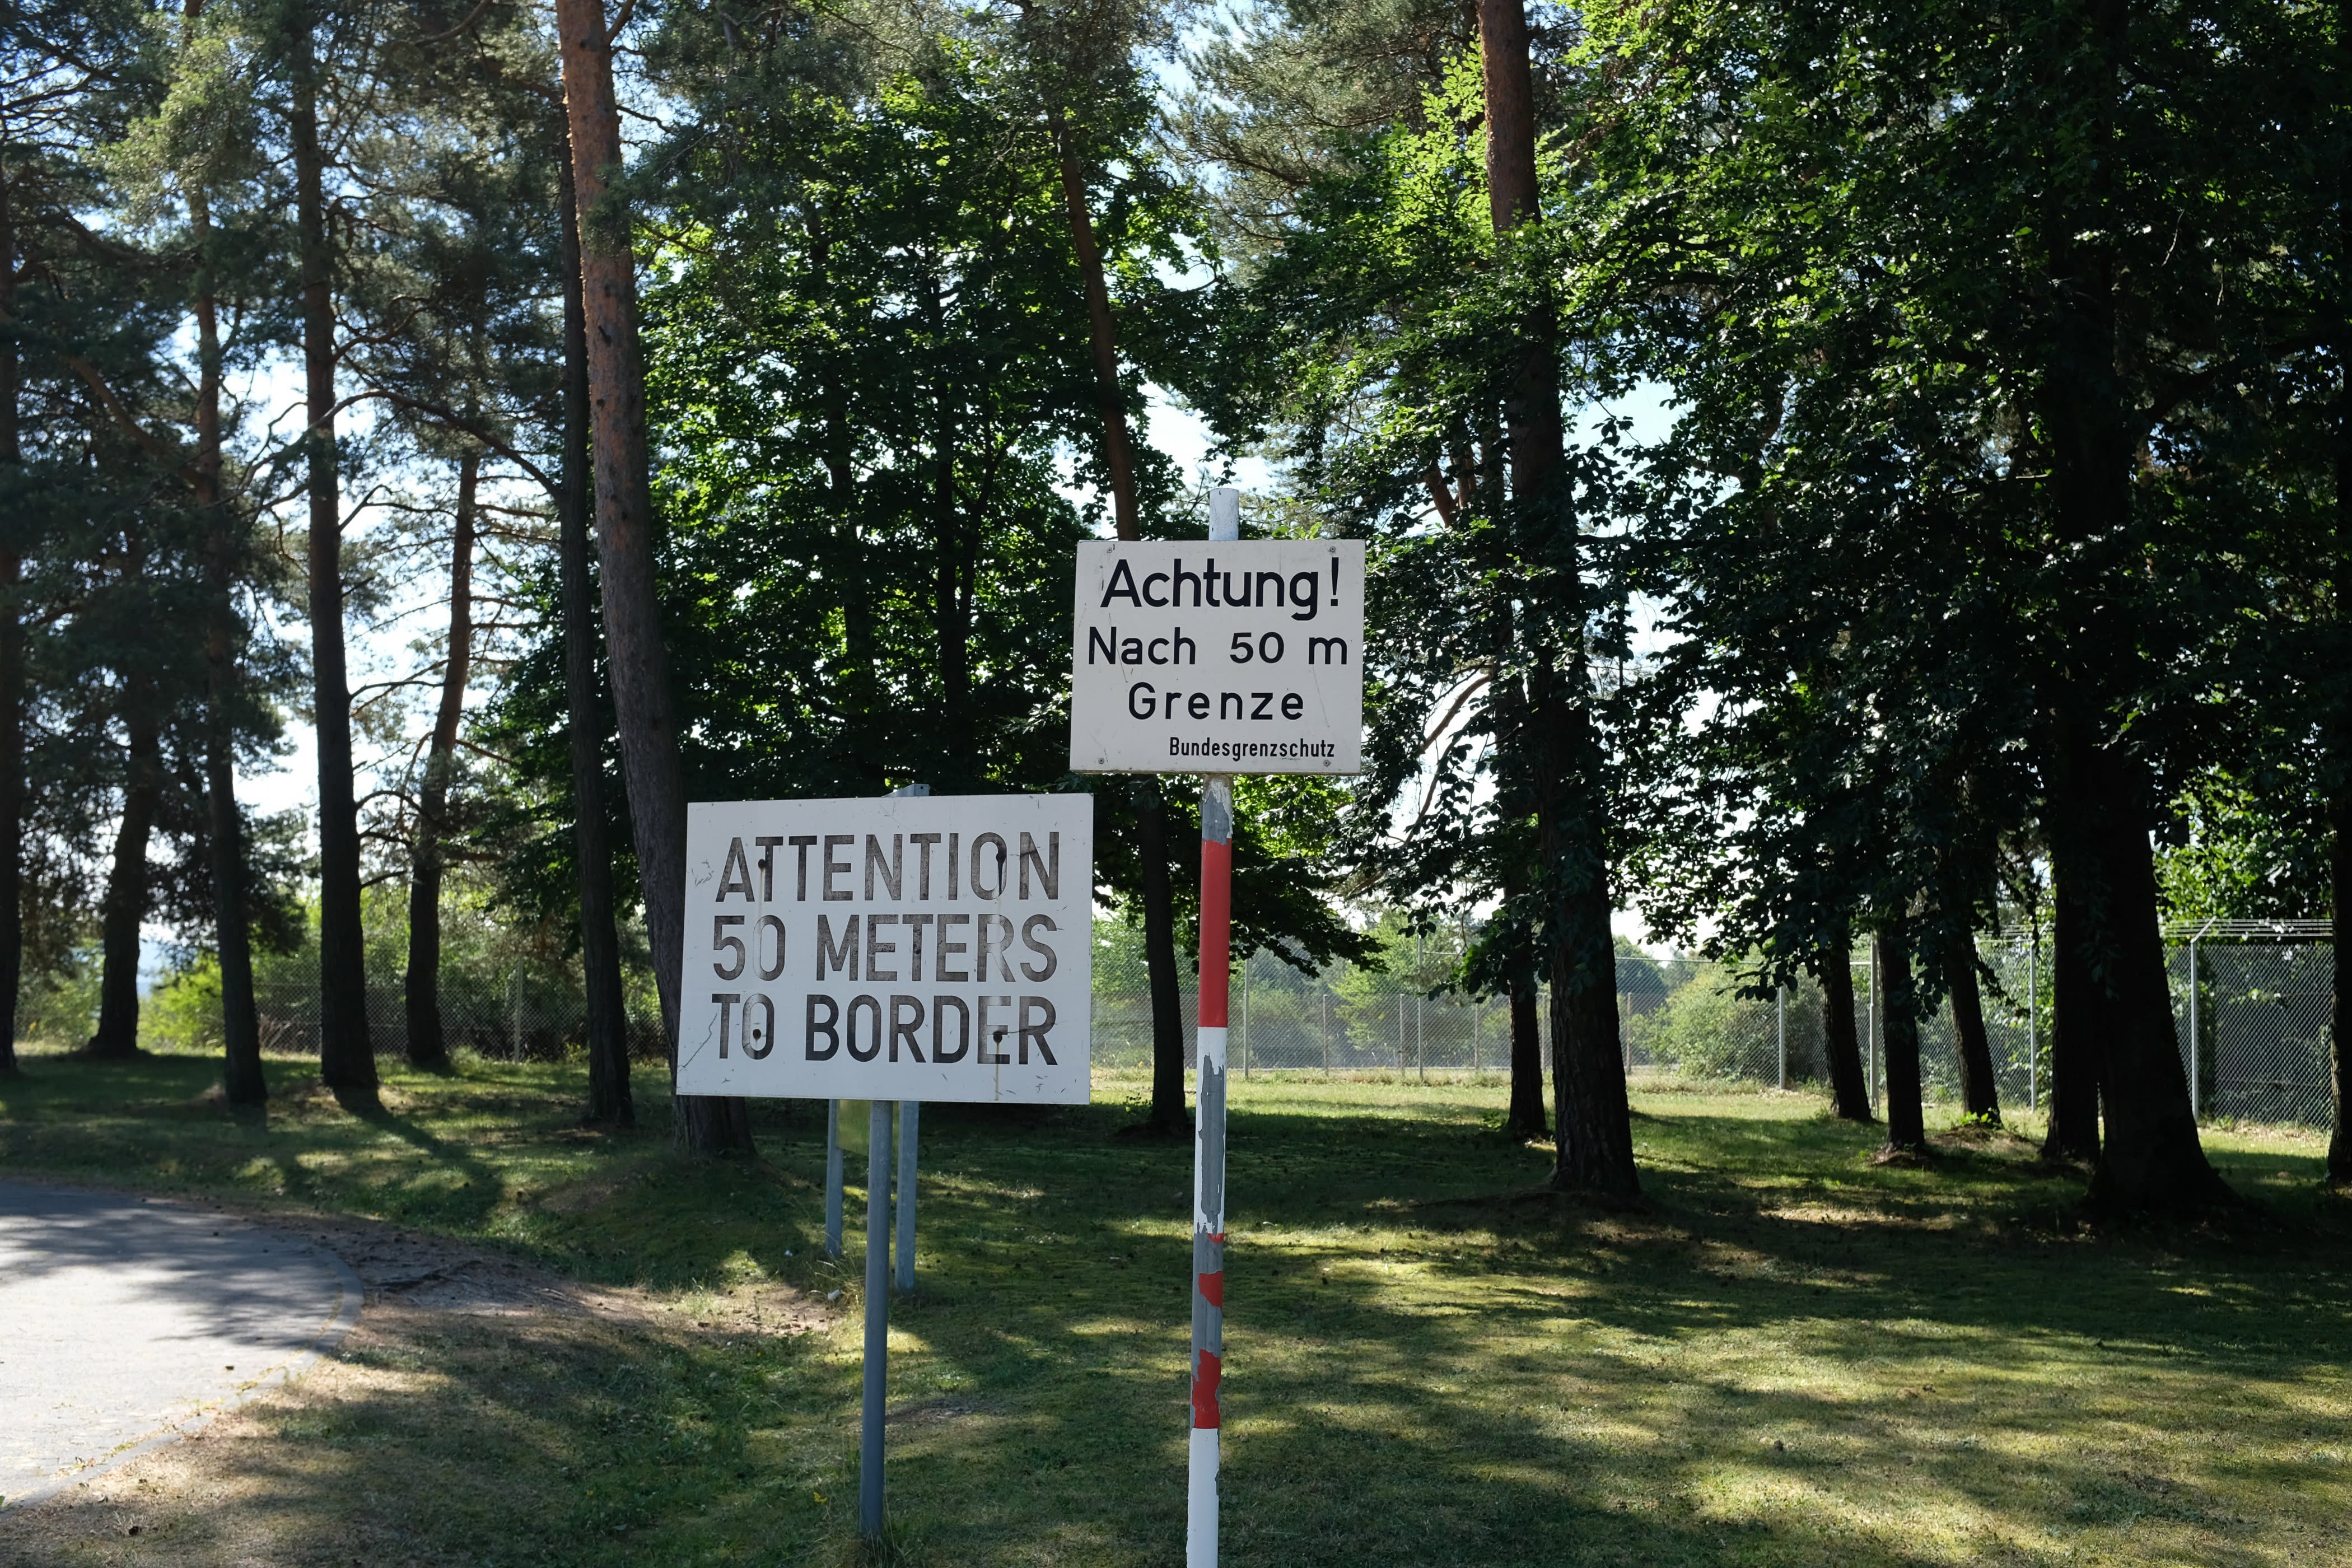 Achtung!
Nach 50 m
Grenze
Bundesgrenzschutz
ATTENTION
50 METERS
TO BORDER